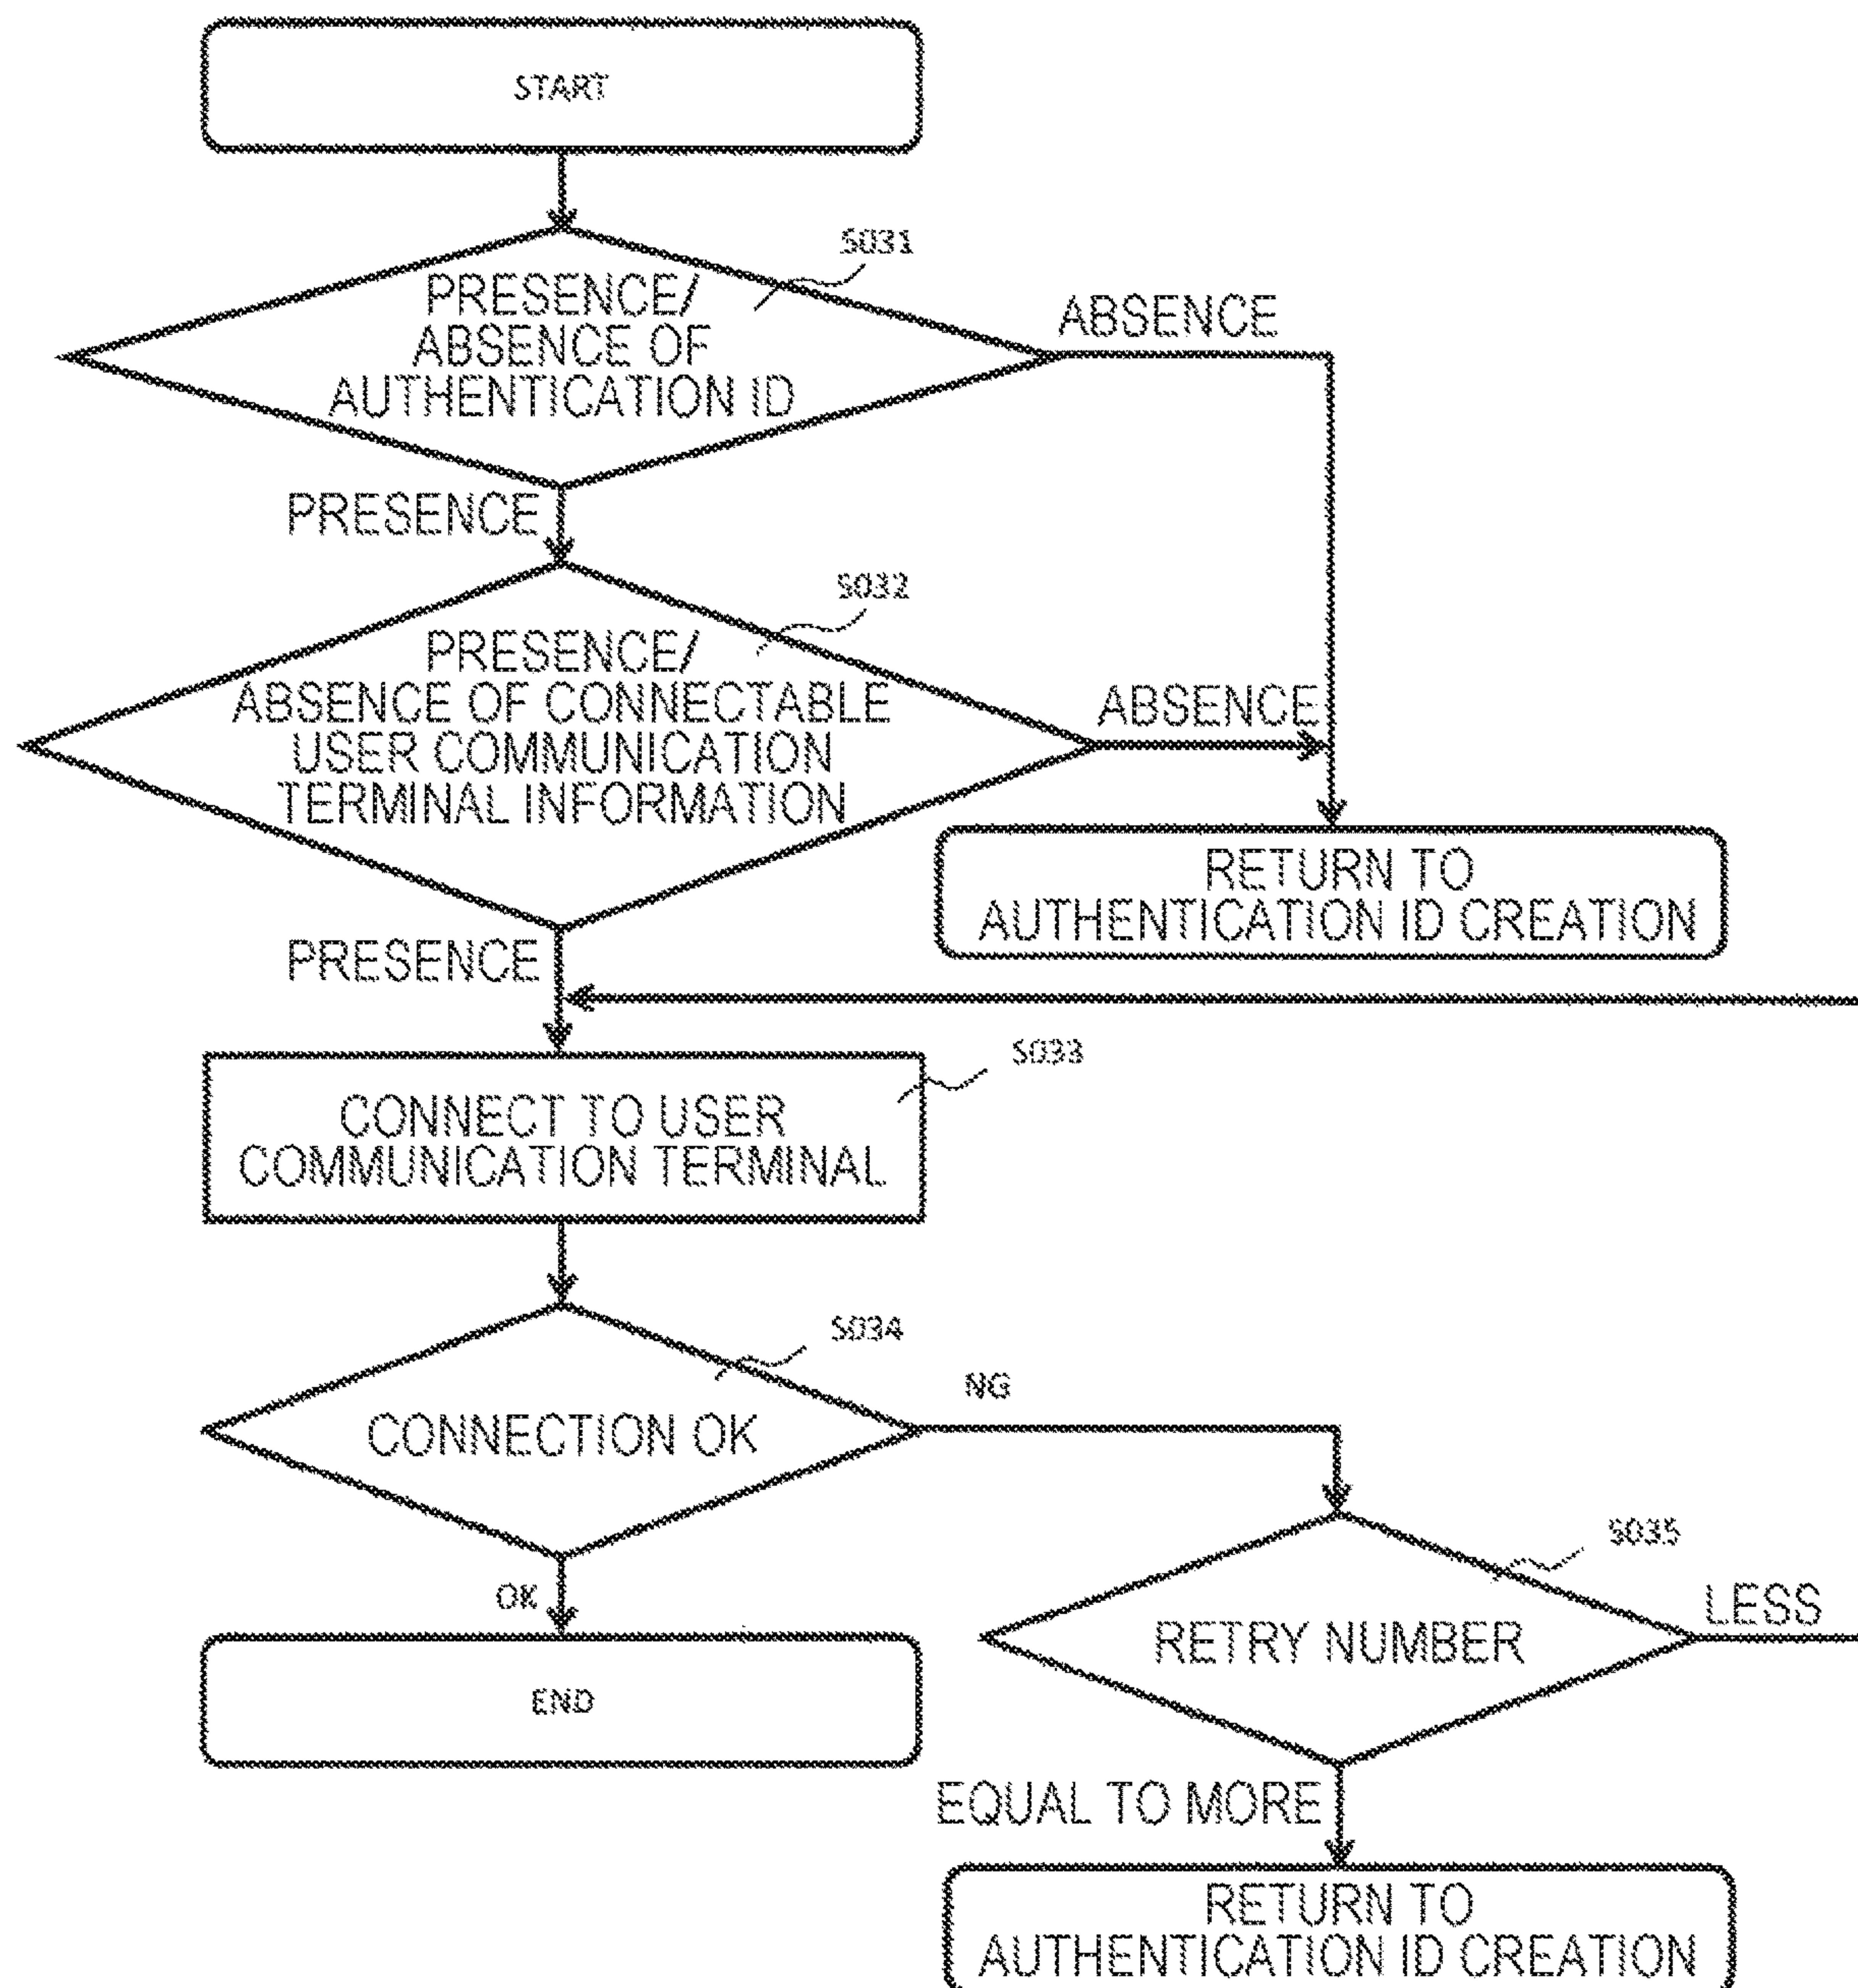 START
S031
PRESENCE/
ABSENCE OF
AUTHENTICATION ID
ABSENCE
PRESENCE
S032
PRESENCE/
ABSENCE OF CONNECTABLE
USER COMMUNICATION
TERMINAL INFORMATION
ABSENCE
RETURN TO
AUTHENTICATION ID CREATION
PRESENCE
S033
CONNECT TO USER
COMMUNICATION TERMINAL
S034
CONNECTION OK
NG
OK
END
S035
RETRY NUMBER
LESS
EQUAL TO MORE
RETURN TO
AUTHENTICATION ID CREATION